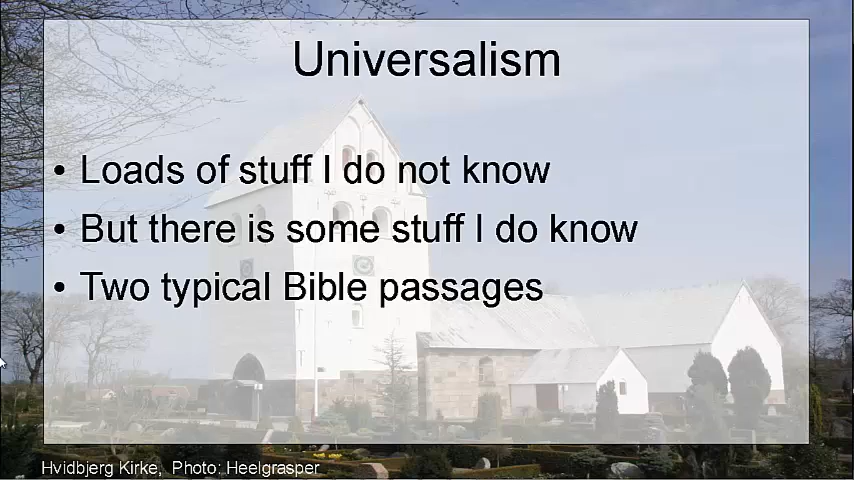 Universalism
• Loads of stuff I do not know
• But there is some stuff I do know
• Two typical Bible passages
Hvidbjerg Kirke, Photo: Heelgrasper